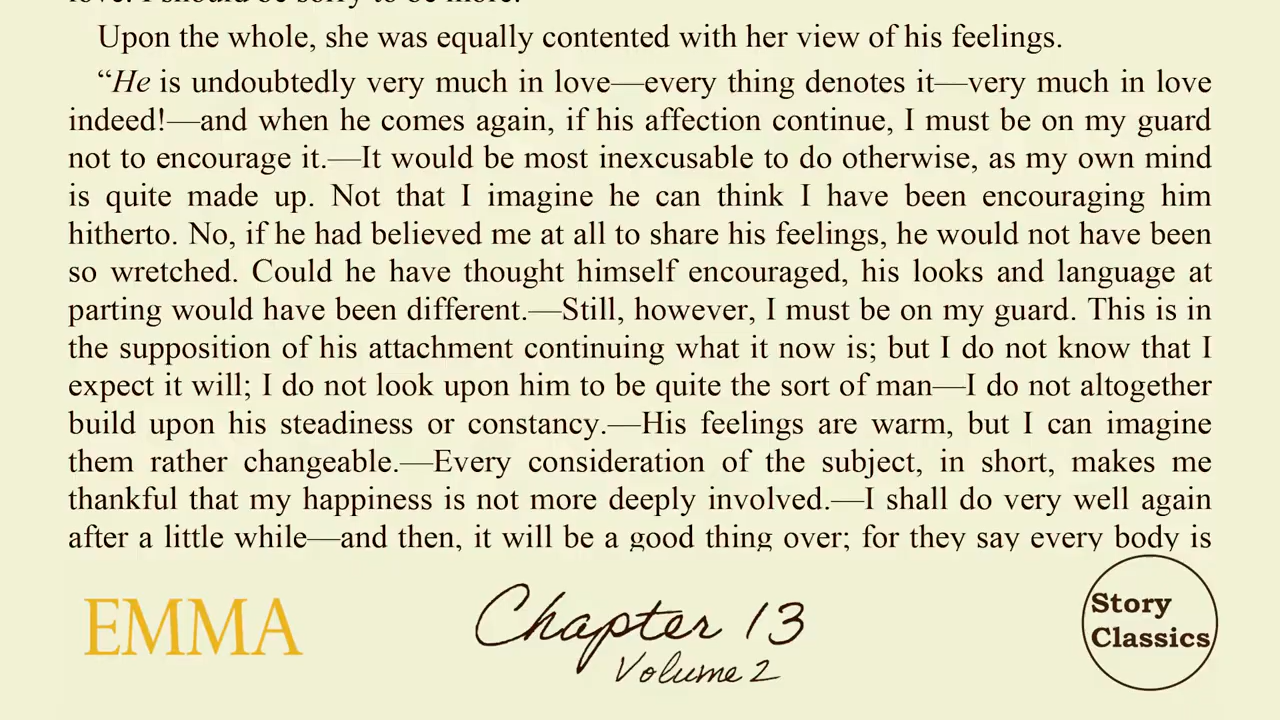 love. I should be sorry to be more.”
Upon the whole, she was equally contented with her view of his feelings.
“He is undoubtedly very much in love—every thing denotes it—very much in love
indeed!—and when he comes again, if his affection continue, I must be on my guard
not to encourage it.—It would be most inexcusable to do otherwise, as my own mind
is quite made up. Not that I imagine he can think I have been encouraging him
hitherto. No, if he had believed me at all to share his feelings, he would not have been
so wretched. Could he have thought himself encouraged, his looks and language at
parting would have been different.—Still, however, I must be on my guard. This is in
the supposition of his attachment continuing what it now is; but I do not know that I
expect it will; I do not look upon him to be quite the sort of man—I do not altogether
build upon his steadiness or constancy.—His feelings are warm, but I can imagine
them rather changeable.—Every consideration of the subject, in short, makes me
thankful that my happiness is not more deeply involved.—I shall do very well again
after a little while—and then, it will be a good thing over; for they say every body is
EMMA
Chapter 13
Volume 2
Story
Classics